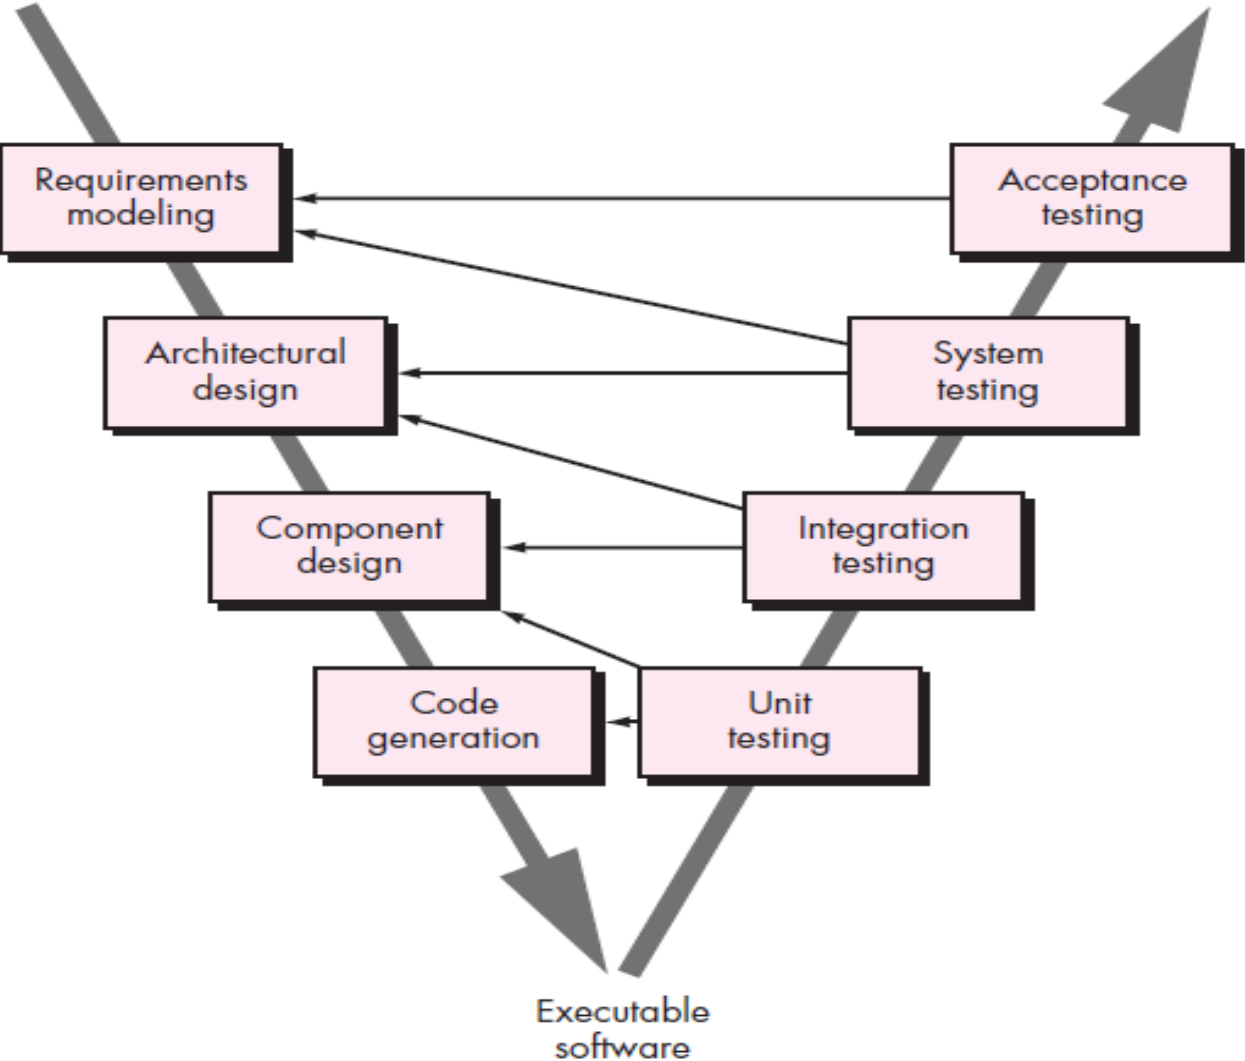 Requirements
modeling
Acceptance
testing
Architectural
design
System
testing
Component
design
Integration
testing
Code
generation
Unit
testing
Executable
software